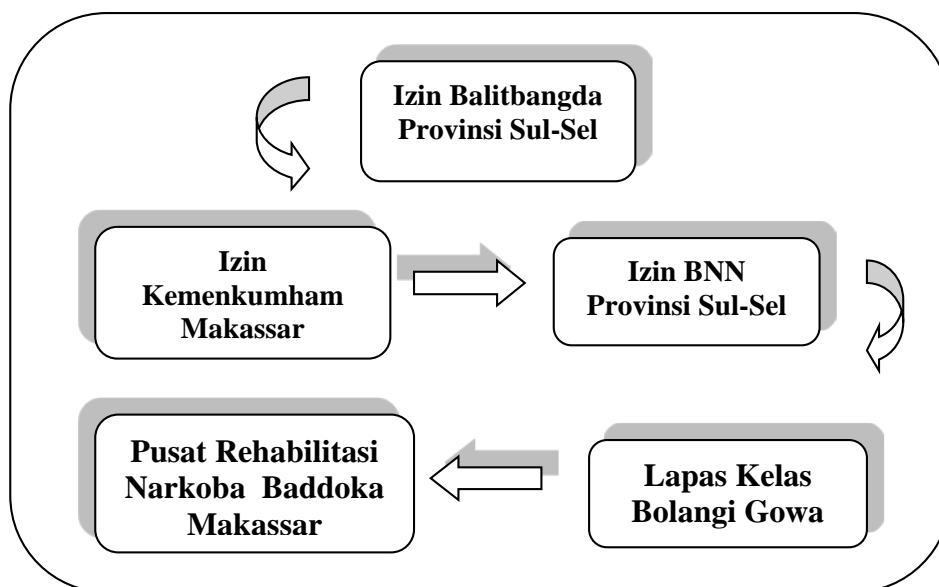 Izin Balitbangda
Provinsi Sul-Sel
Izin
Kemenkumham
Makassar
Izin BNN
Provinsi Sul-Sel
Lapas Kelas
Bolangi Gowa
Pusat Rehabilitasi
Narkoba Baddoka
Makassar